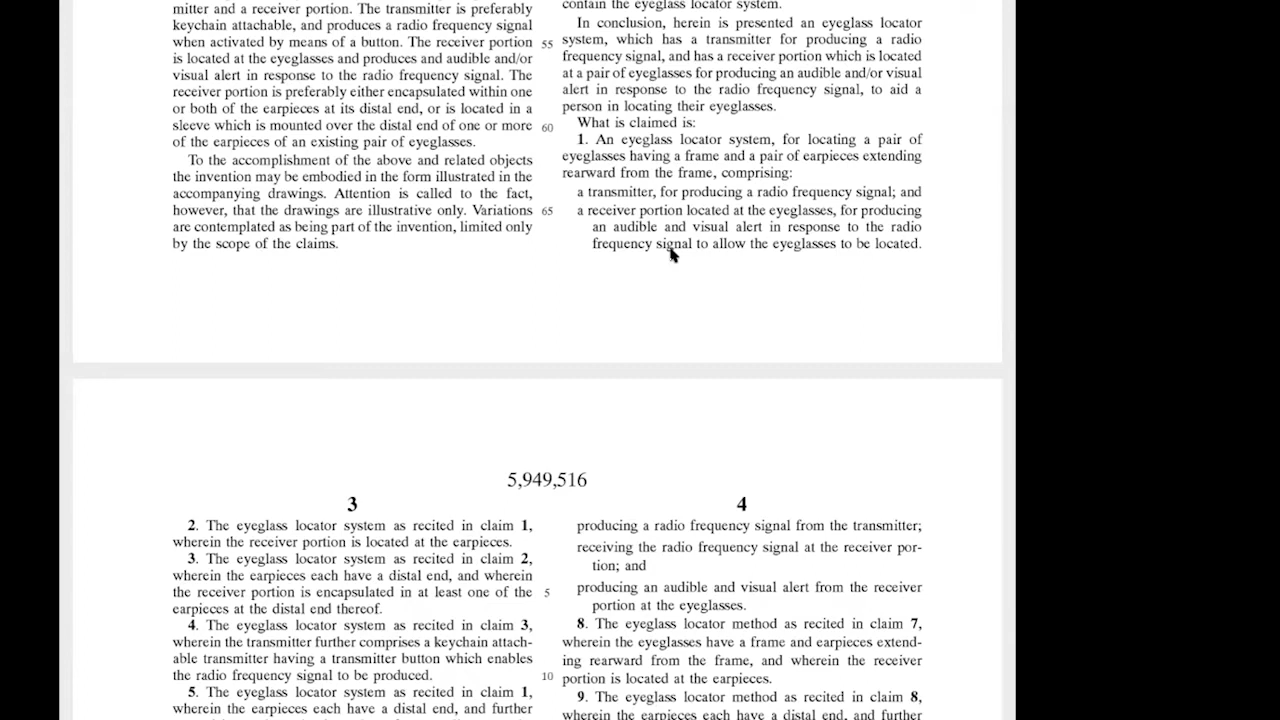 mitter and a receiver portion. The transmitter is preferably
keychain attachable, and produces a radio frequency signal
when activated by means of a button. The receiver portion
is located at the eyeglasses and produces and audible and/or
visual alert in response to the radio frequency signal. The
receiver portion is preferably either encapsulated within one
or both of the earpieces at its distal end, or is located in a
sleeve which is mounted over the distal end of one or more
of the earpieces of an existing pair of eyeglasses.
To the accomplishment of the above and related objects
the invention may be embodied in the form illustrated in the
accompanying drawings. Attention is called to the fact,
however, that the drawings are illustrative only. Variations
are contemplated as being part of the invention, limited only
by the scope of the claims.
55
60
65
contain the eyeglass locator system.
In conclusion, herein is presented an eyeglass locator
system, which has a transmitter for producing a radio
frequency signal, and has a receiver portion which is located
at a pair of eyeglasses for producing an audible and/or visual
alert in response to the radio frequency signal, to aid a
person in locating their eyeglasses.
What is claimed is:
1. An eyeglass locator system, for locating a pair of
eyeglasses having a frame and a pair of earpieces extending
rearward from the frame, comprising:
a transmitter, for producing a radio frequency signal; and
a receiver portion located at the eyeglasses, for producing
an audible and visual alert in response to the radio
frequency signal to allow the eyeglasses to be located.
5,949,516
3
2. The eyeglass locator system as recited in claim 1,
wherein the receiver portion is located at the earpieces.
3. The eyeglass locator system as recited in claim 2,
wherein the earpieces each have a distal end, and wherein
the receiver portion is encapsulated in at least one of the
earpieces at the distal end thereof.
4. The eyeglass locator system as recited in claim 3,
wherein the transmitter further comprises a keychain attach-
able transmitter having a transmitter button which enables
the radio frequency signal to be produced.
5. The eyeglass locator system as recited in claim 1,
wherein the earpieces each have a distal end, and further
5
10
4
producing a radio frequency signal from the transmitter;
receiving the radio frequency signal at the receiver por-
tion; and
producing an audible and visual alert from the receiver
portion at the eyeglasses.
8. The eyeglass locator method as recited in claim 7,
wherein the eyeglasses have a frame and earpieces extend-
ing rearward from the frame, and wherein the receiver
portion is located at the earpieces.
9. The eyeglass locator method as recited in claim 8,
wherein the earpieces each have a distal end, and further